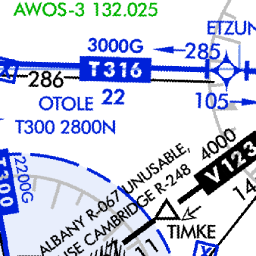 AWOS-3 132.025
ETZUN
3000G
285
T316
286
OTOLE 22
105
T300 2800N
ALBANY R-067 UNUSABLE,
USE CAMBRIDGE R-248
4000
V123
T300
2200G
14
TIMKE
11